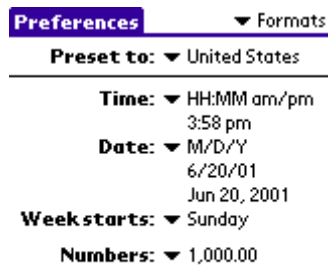 Preferences Formats
Preset to: United States
Time: HH:MM am/pm
3:58 pm
Date: M/D/Y
6/20/01
Jun 20, 2001
Week starts: Sunday
Numbers: 1,000.00